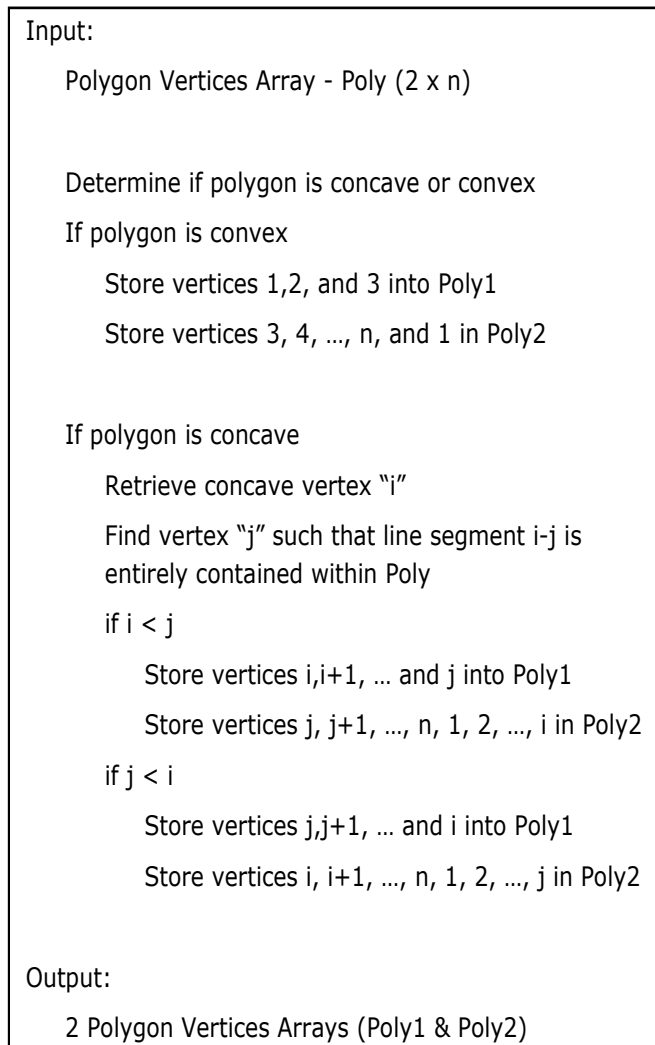 Input:
Polygon Vertices Array - Poly (2 x n)
Determine if polygon is concave or convex
If polygon is convex
Store vertices 1,2, and 3 into Poly1
Store vertices 3, 4, ..., n, and 1 in Poly2
If polygon is concave
Retrieve concave vertex “i”
Find vertex “j” such that line segment i-j is
entirely contained within Poly
if i < j
Store vertices i,i+1, ... and j into Poly1
Store vertices j, j+1, ..., n, 1, 2, ..., i in Poly2
if j < i
Store vertices j,j+1, ... and i into Poly1
Store vertices i, i+1, ..., n, 1, 2, ..., j in Poly2
Output:
2 Polygon Vertices Arrays (Poly1 & Poly2)